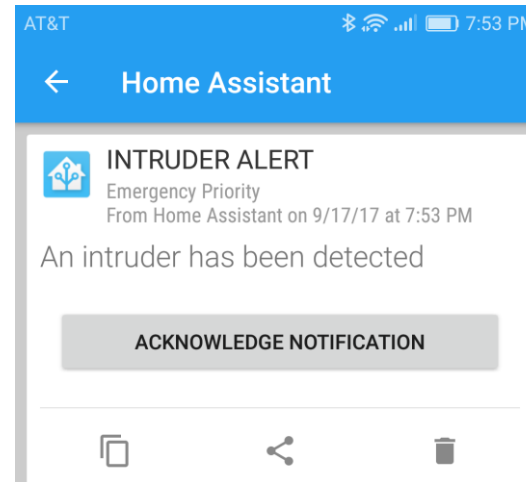 AT&T 7:53 PM
Home Assistant
INTRUDER ALERT
Emergency Priority
From Home Assistant on 9/17/17 at 7:53 PM
An intruder has been detected
ACKNOWLEDGE NOTIFICATION